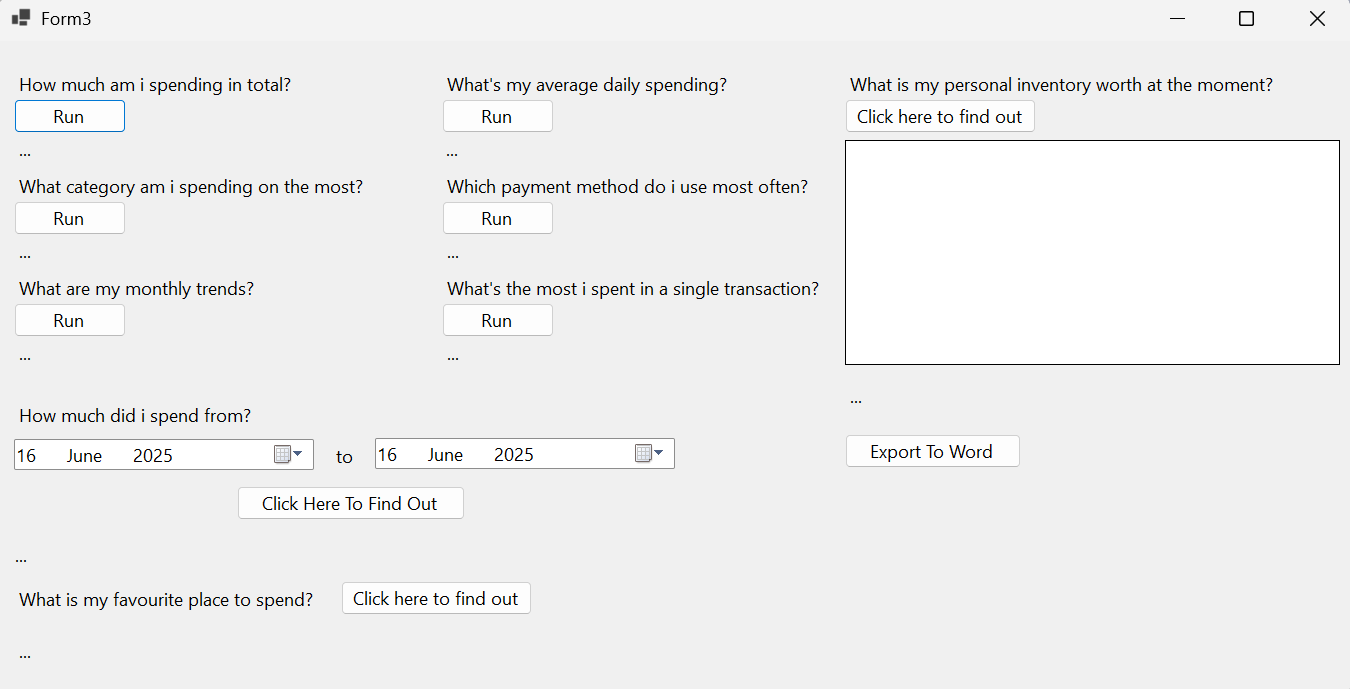 Form3
How much am i spending in total?
Run
...
What category am i spending on the most?
Run
...
What are my monthly trends?
Run
...
What's my average daily spending?
Run
...
Which payment method do i use most often?
Run
...
What's the most i spent in a single transaction?
Run
...
What is my personal inventory worth at the moment?
Click here to find out
...
Export To Word
How much did i spend from?
16 June 2025 to 16 June 2025
Click Here To Find Out
...
What is my favourite place to spend? Click here to find out
...